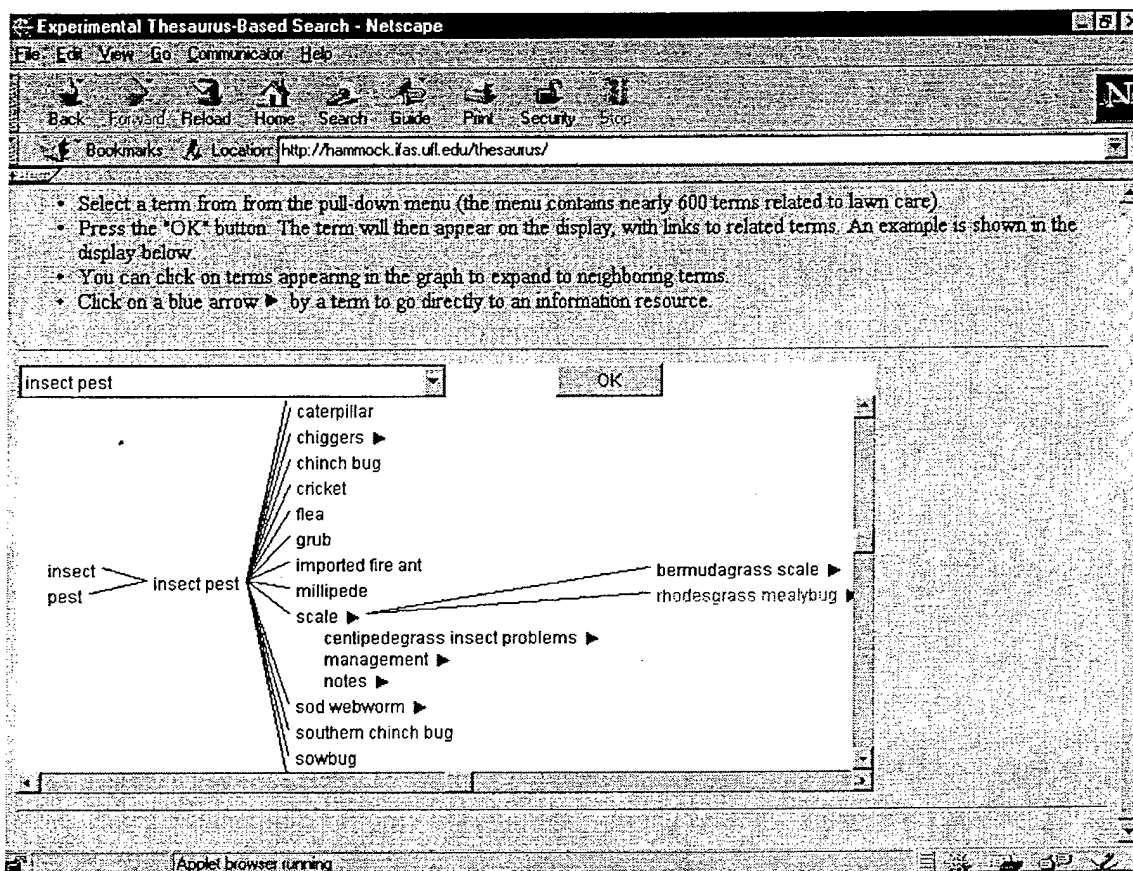 Experimental Thesaurus-Based Search - Netscape
File Edit View Go Communicator Help
Back Forward Reload Home Search Guide Print Security Stop
Bookmarks Location: http://hammock.ifas.ufl.edu/thesaurus/
• Select a term from from the pull-down menu (the menu contains nearly 600 terms related to lawn care).
• Press the "OK" button. The term will then appear on the display, with links to related terms. An example is shown in the
display below.
• You can click on terms appearing in the graph to expand to neighboring terms.
• Click on a blue arrow ▶ by a term to go directly to an information resource.
insect pest OK
caterpillar
chiggers ▶
chinch bug
cricket
flea
grub
imported fire ant
insect
pest
insect pest
millipede
scale ▶
bermudagrass scale ▶
rhodesgrass mealybug ▶
centipedegrass insect problems ▶
management ▶
notes ▶
sod webworm ▶
southern chinch bug
sowbug
Applet browser running